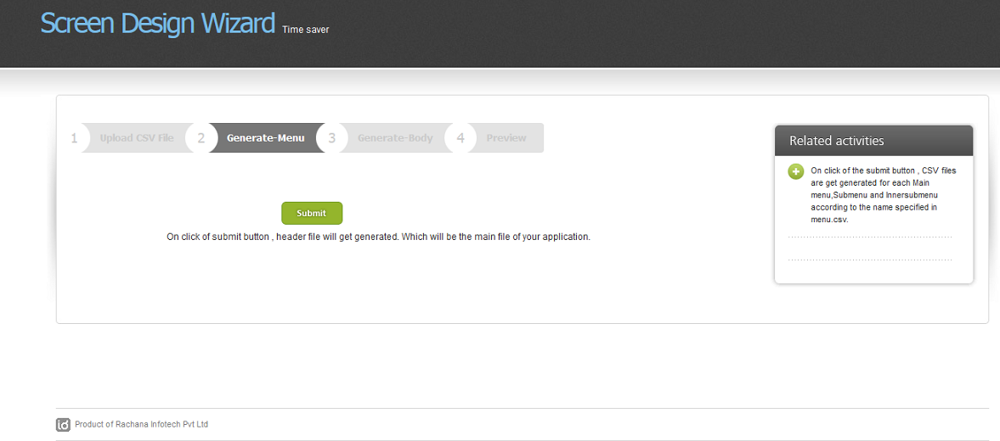 Screen Design Wizard Time saver
1 Upload CSV File 2 Generate-Menu 3 Generate-Body 4 Preview
Submit
On click of submit button , header file will get generated. Which will be the main file of your application.
Related activities
On click of the submit button , CSV files
are get generated for each Main
menu,Submenu and Innersubmenu
according to the name specified in
menu.csv.
Product of Rachana Infotech Pvt Ltd